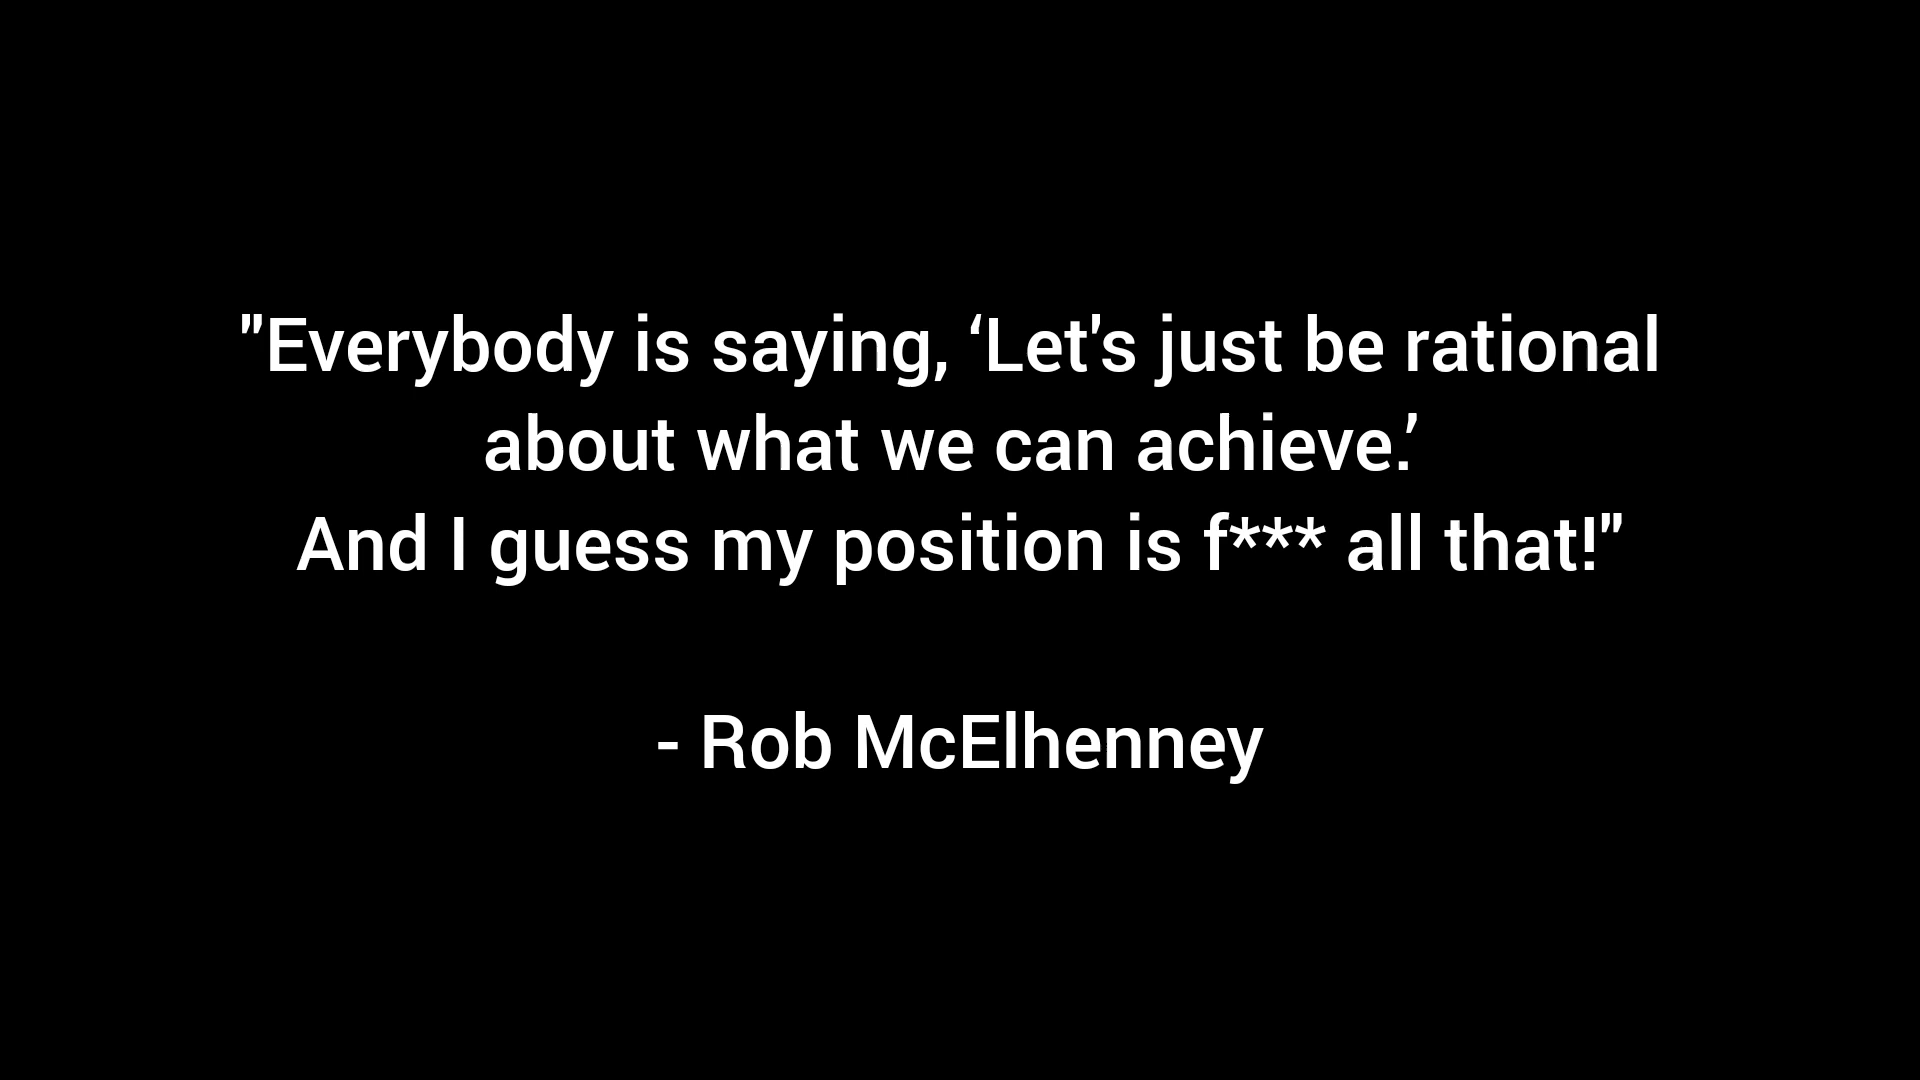 "Everybody is saying, ‘Let's just be rational
about what we can achieve.’
And I guess my position is f*** all that!"
- Rob McElhenney